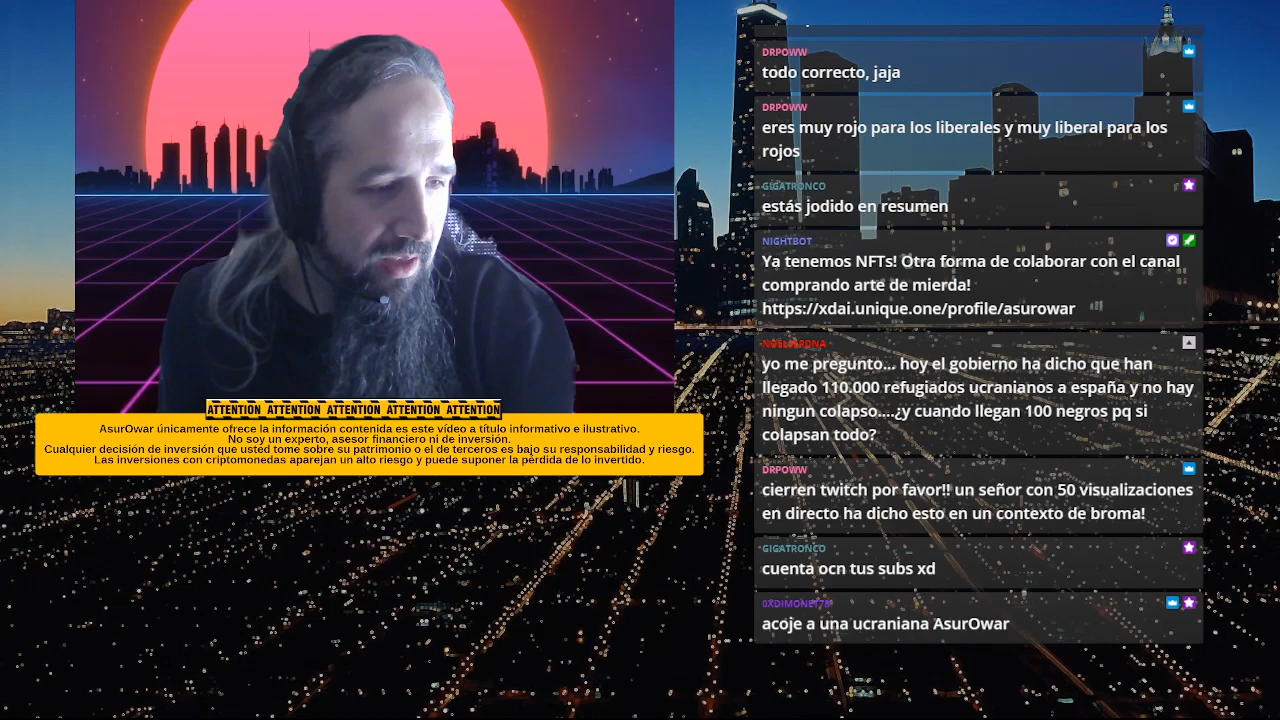 ATTENTION ATTENTION ATTENTION ATTENTION ATTENTION
AsurOwar únicamente ofrece la información contenida es este vídeo a título informativo e ilustrativo.
No soy un experto, asesor financiero ni de inversión.
Cualquier decisión de inversión que usted tome sobre su patrimonio o el de terceros es bajo su responsabilidad y riesgo.
Las inversiones con criptomonedas aparejan un alto riesgo y puede suponer la pérdida de lo invertido.
DRPOWW
todo correcto, jaja
DRPOWW
eres muy rojo para los liberales y muy liberal para los
rojos
GIGATRONCO
estás jodido en resumen
NIGHTBOT
Ya tenemos NFTs! Otra forma de colaborar con el canal
comprando arte de mierda!
https://xdai.unique.one/profile/asurowar
yo me pregunto... hoy el gobierno ha dicho que han
llegado 110.000 refugiados ucranianos a españa y no hay
ningun colapso....¿y cuando llegan 100 negros pq si
colapsan todo?
DRPOWW
cierren twitch por favor!! un señor con 50 visualizaciones
en directo ha dicho esto en un contexto de broma!
GIGATRONCO
cuenta ocn tus subs xd
acoje a una ucraniana AsurOwar